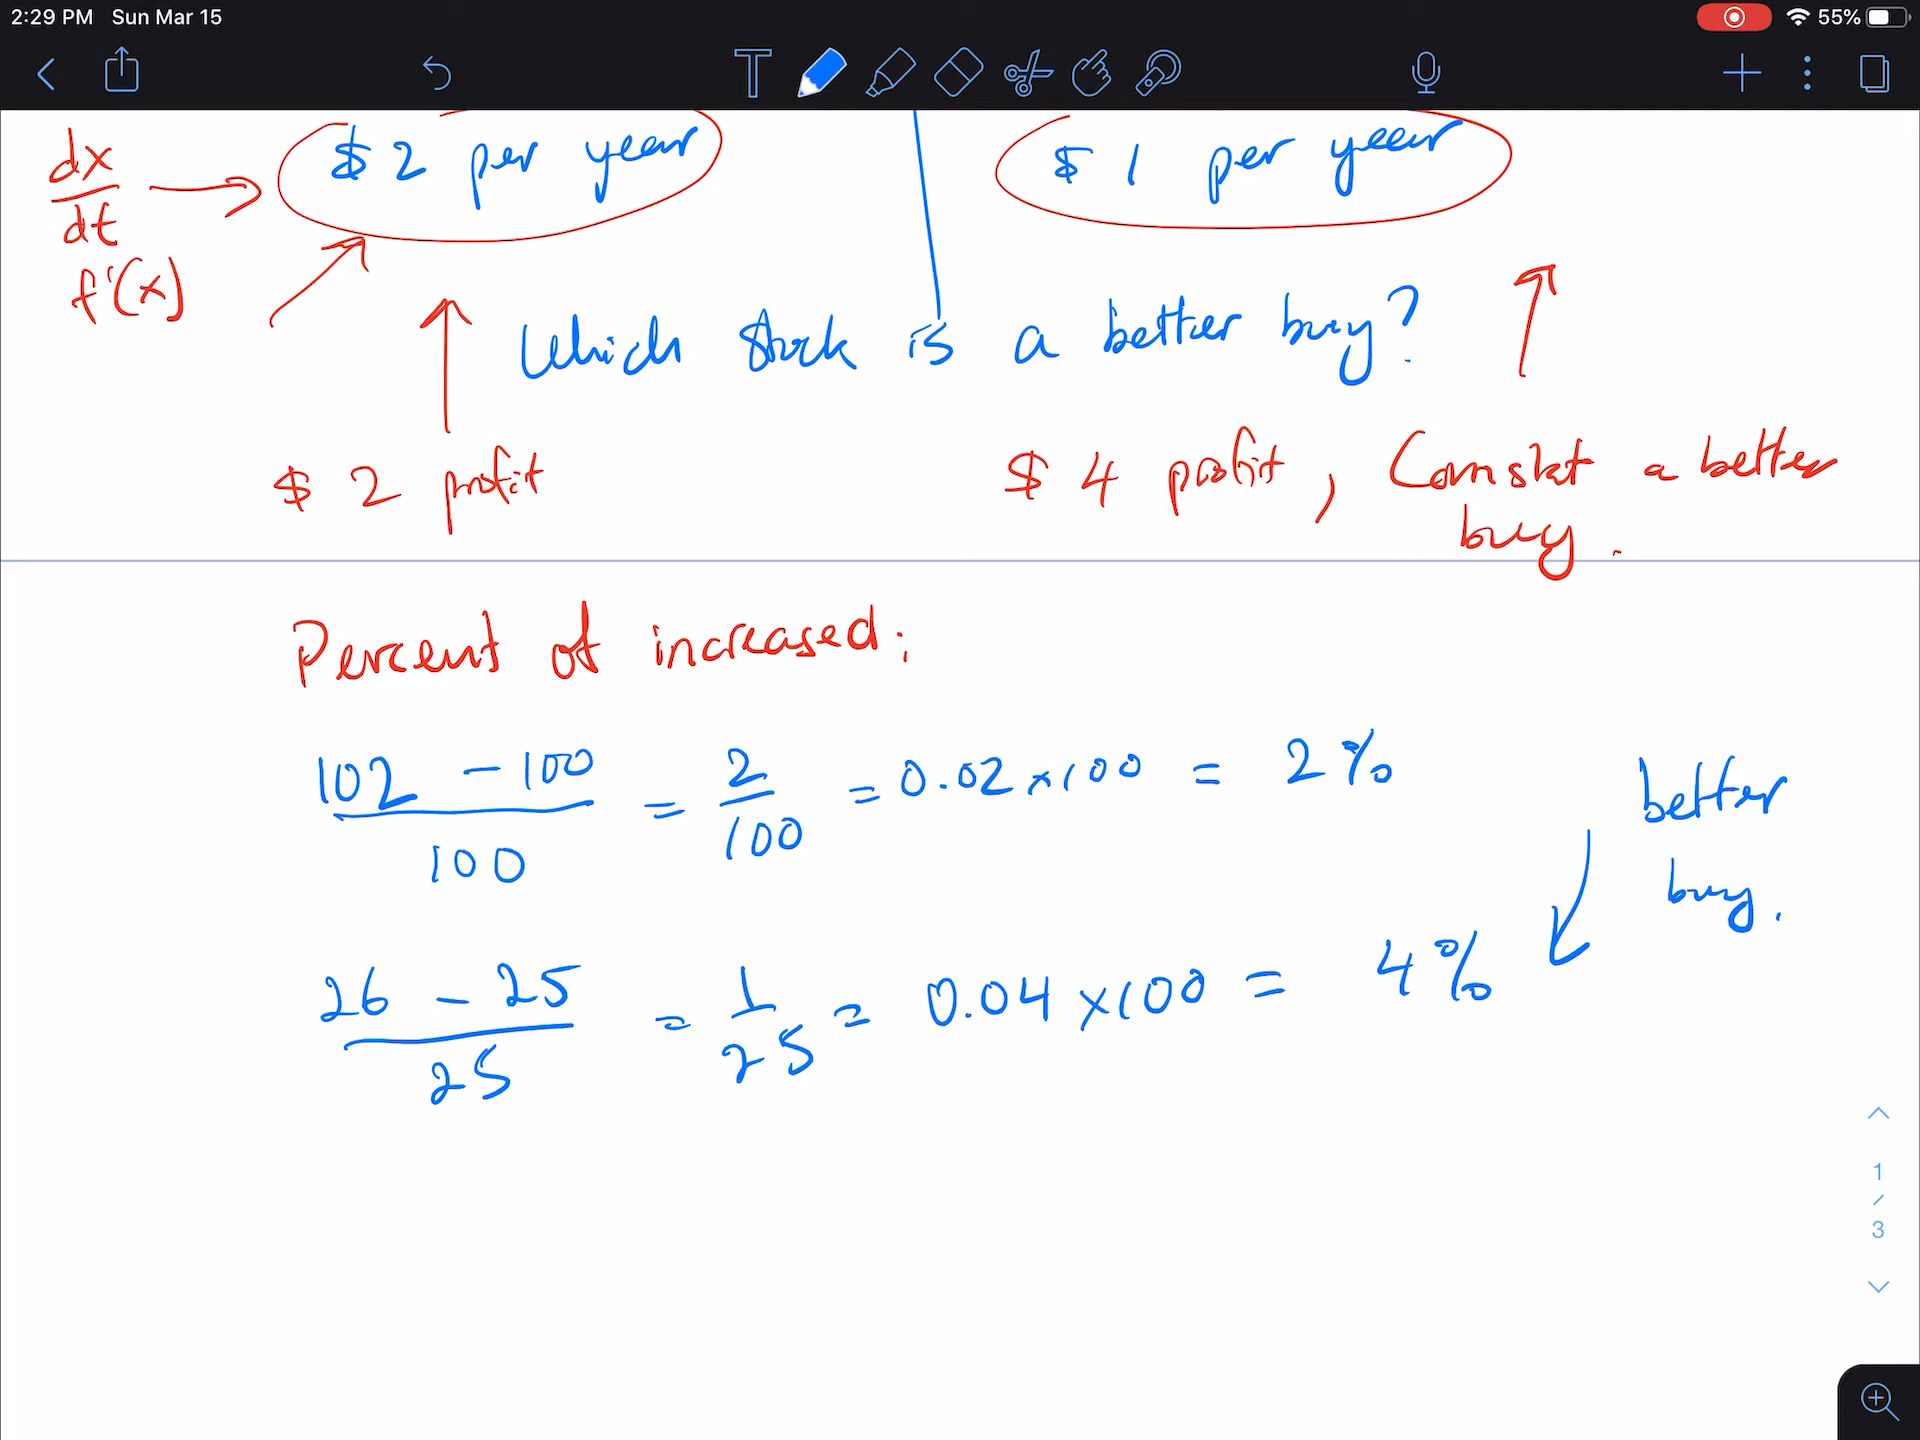 2:29 PM Sun Mar 15
55%
T
dx
dt
f'(x)
$ 2 per year
$ 1 per year
Which stock is a better buy?
$ 2 profit
$ 4 profit, Comstat a better
buy.
Percent of increased:
102 - 100 / 100 = 2 / 100 = 0.02 × 100 = 2 %
better
buy.
26 - 25 / 25 = 1 / 25 = 0.04 × 100 = 4 %
1
/
3